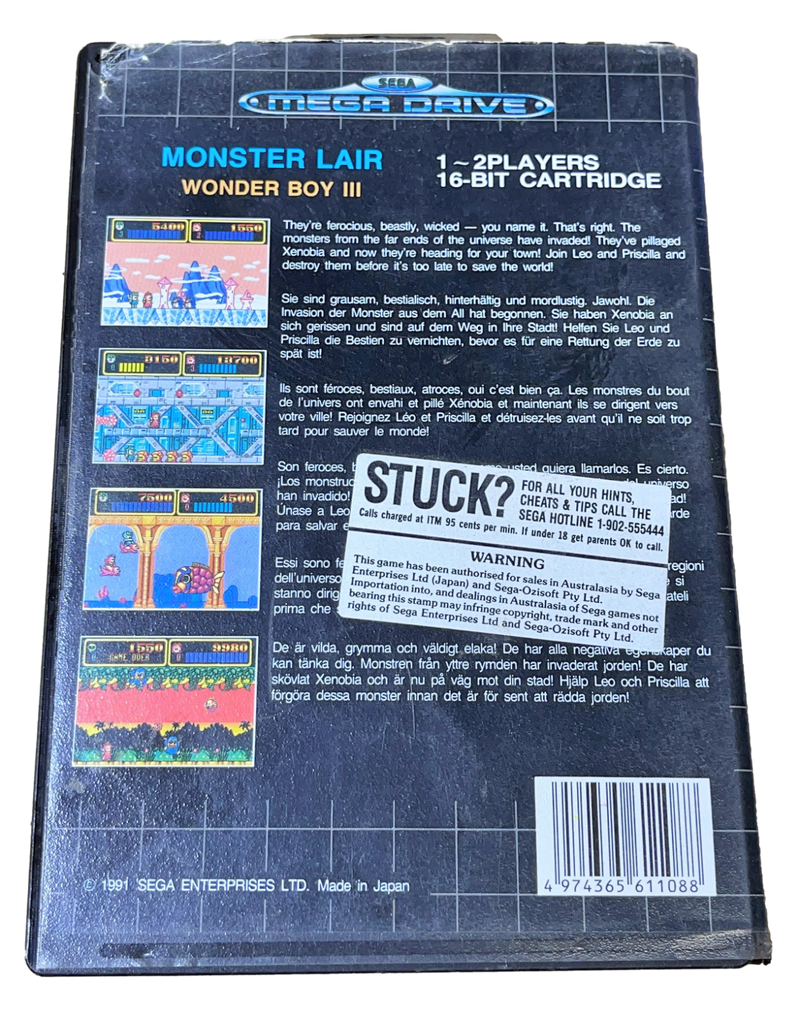 SEGA
MEGA DRIVE
MONSTER LAIR
WONDER BOY III
1~2PLAYERS
16-BIT CARTRIDGE
5400 1550
They're ferocious, beastly, wicked — you name it. That's right. The
monsters from the far ends of the universe have invaded! They've pillaged
Xenobia and now they're heading for your town! Join Leo and Priscilla and
destroy them before it's too late to save the world!
Sie sind grausam, bestialisch, hinterhältig und mordlustig. Jawohl. Die
Invasion der Monster aus dem All hat begonnen. Sie haben Xenobia an
sich gerissen und sind auf dem Weg in Ihre Stadt! Helfen Sie Leo und
Priscilla die Bestien zu vernichten, bevor es für eine Rettung der Erde zu
spät ist!
3150 13700
Ils sont féroces, bestiaux, atroces, oui c'est bien ça. Les monstres du bout
de l'univers ont envahi et pillé Xénobia et maintenant ils se dirigent vers
votre ville! Rejoignez Léo et Priscilla et détruisez-les avant qu'il ne soit trop
tard pour sauver le monde!
7500 4500
Son feroces, usted quiera llamarlos. Es cierto.
¡Los universo
han invadido!
Únase a Leo
para salvar
Essi sono regioni
dell'universo si
stanno
prima che
STUCK? FOR ALL YOUR HINTS,
CHEATS & TIPS CALL THE
SEGA HOTLINE 1-902-555444
Calls charged at ITM 95 cents per min. If under 18 get parents OK to call.
WARNING
This game has been authorised for sales in Australasia by Sega
Enterprises Ltd (Japan) and Sega-Ozisoft Pty Ltd.
Importation into, and dealings in Australasia of Sega games not
bearing this stamp may infringe copyright, trade mark and other
rights of Sega Enterprises Ltd and Sega-Ozisoft Pty Ltd.
1550 9980
GAME OVER
De är vilda, grymma och väldigt elaka! De har alla negativa egenskaper du
kan tänka dig. Monstren från yttre rymden har invaderat jorden! De har
skövlat Xenobia och är nu på väg mot din stad! Hjälp Leo och Priscilla att
förgöra dessa monster innan det är för sent att rädda jorden!
© 1991 SEGA ENTERPRISES LTD. Made in Japan
4 974365 611088